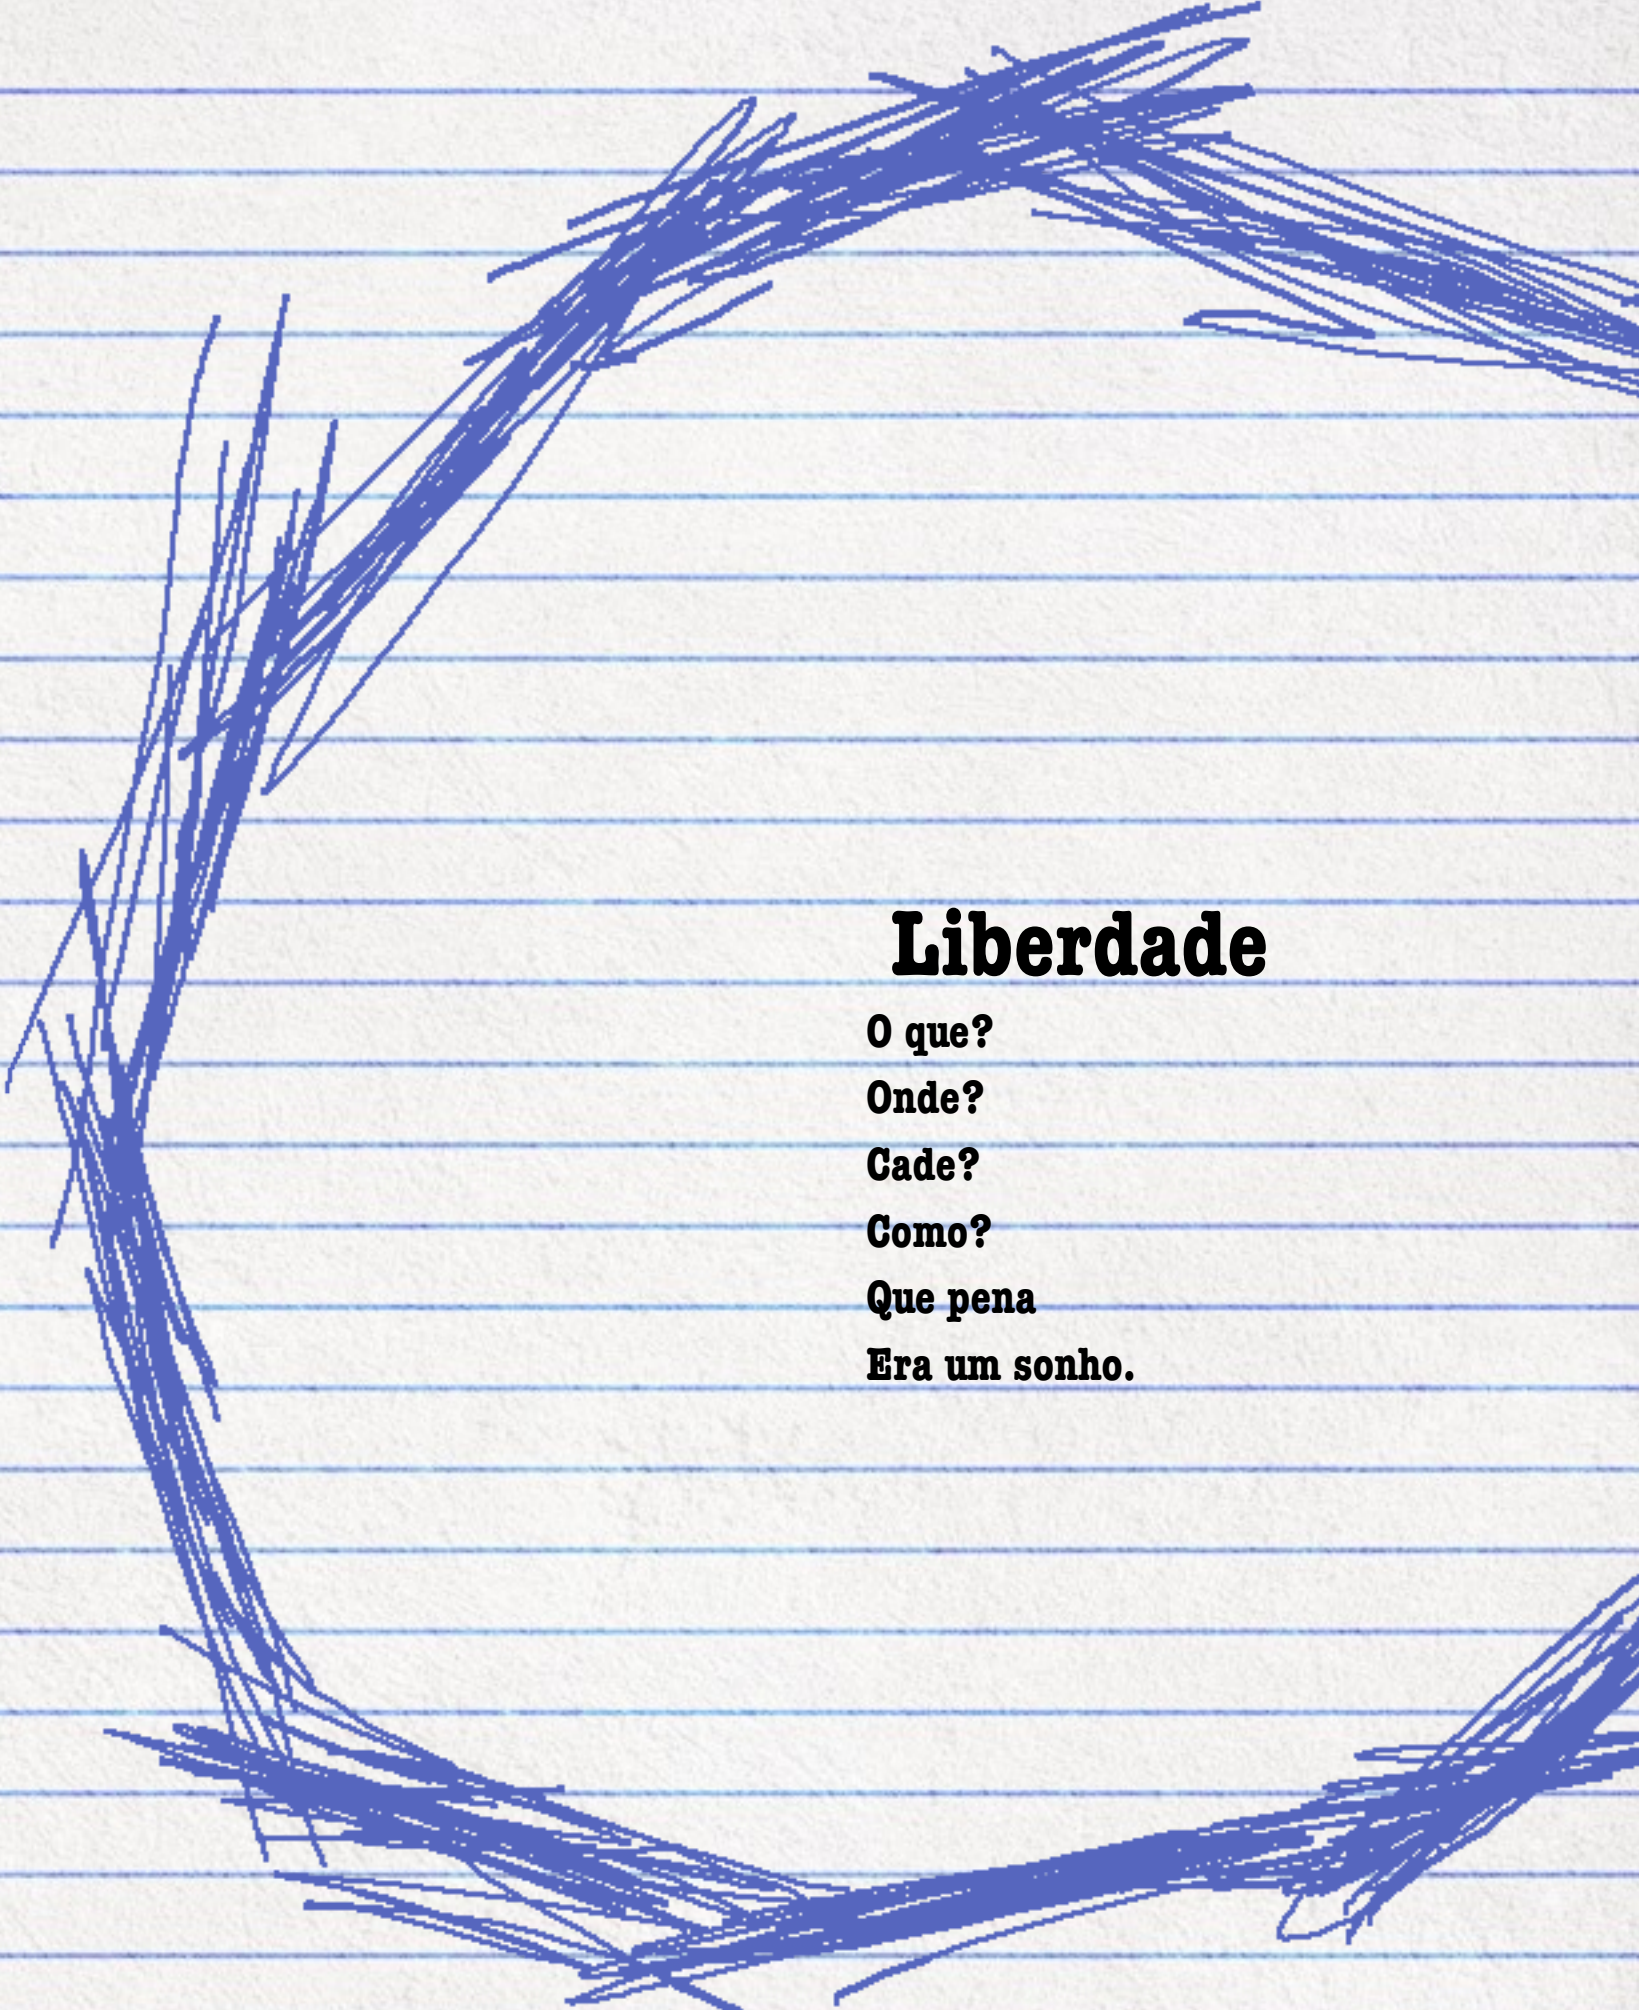 Liberdade
O que?
Onde?
Cade?
Como?
Que pena
Era um sonho.